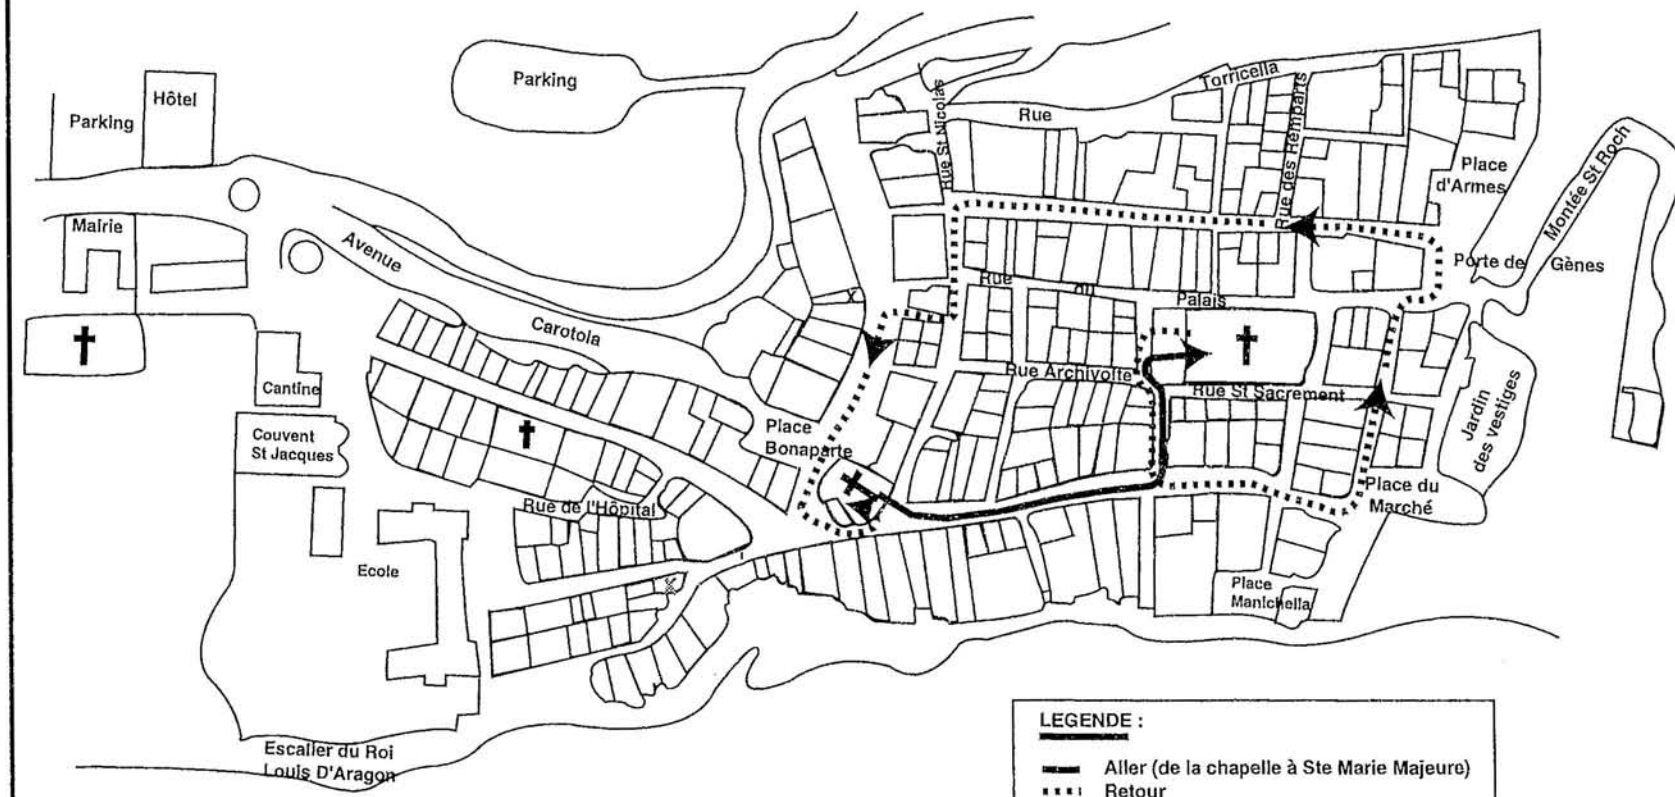 Parking
Hôtel
Parking
Mairie
Avenue
Carotola
Cantine
Couvent
St Jacques
Ecole
Rue de l'Hôpital
Escalier du Roi
Louis D'Aragon
Place
Bonaparte
Rue St Nicolas
Rue
Torricella
Rue des Remparts
Place
d'Armes
Montée St Roch
Porte de Gènes
Rue du Palais
Rue Archivolte
Rue St Sacrement
Jardin
des vestiges
Place du
Marché
Place
Manichella
LEGENDE :
Aller (de la chapelle à Ste Marie Majeure)
Retour